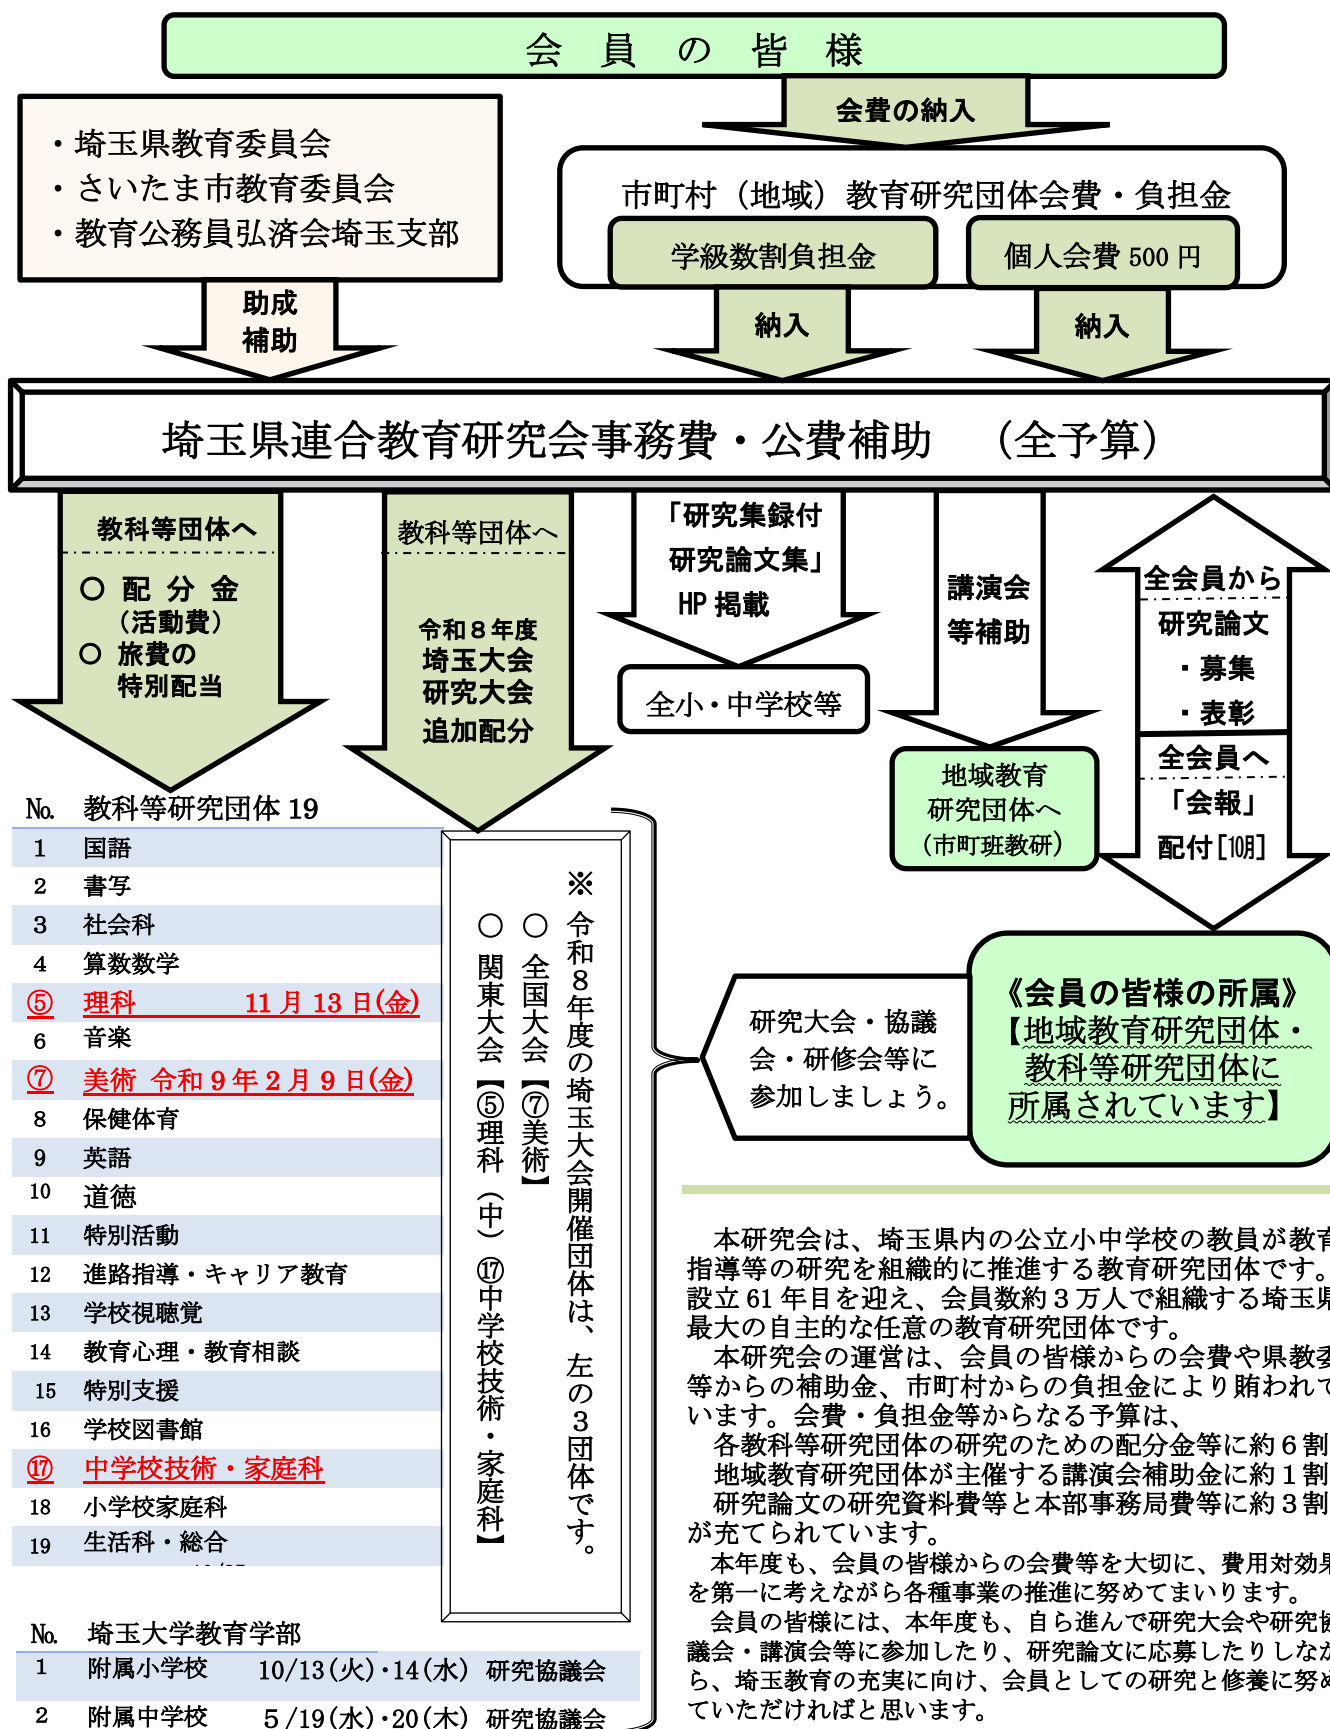 会　員　の　皆　様
会費の納入
・埼玉県教育委員会
・さいたま市教育委員会
・教育公務員弘済会埼玉支部
市町村（地域）教育研究団体会費・負担金
学級数割負担金
個人会費 500 円
助成
補助
納入
納入
埼玉県連合教育研究会事務費・公費補助　（全予算）
教科等団体へ
〇 配 分 金
（活動費）
〇 旅費の
特別配当
教科等団体へ
令和８年度
埼玉大会
研究大会
追加配分
「研究集録付
研究論文集」
HP 掲載
全小・中学校等
講演会
等補助
地域教育
研究団体へ
（市町班教研）
全会員から
研究論文
・募集
・表彰
全会員へ
「会報」
配付[10月]
No.　教科等研究団体 19
1　国語
2　書写
3　社会科
4　算数数学
⑤　理科　　　　11 月 13 日(金)
6　音楽
⑦　美術 令和 9 年 2 月 9 日(金)
8　保健体育
9　英語
10　道徳
11　特別活動
12　進路指導・キャリア教育
13　学校視聴覚
14　教育心理・教育相談
15　特別支援
16　学校図書館
⑰　中学校技術・家庭科
18　小学校家庭科
19　生活科・総合
※ 令和８年度の埼玉大会開催団体は、左の３団体です。
〇 全国大会【⑦美術】
〇 関東大会【⑤理科（中）⑰中学校技術・家庭科】
研究大会・協議
会・研修会等に
参加しましょう。
《会員の皆様の所属》
【地域教育研究団体・
教科等研究団体に
所属されています】
本研究会は、埼玉県内の公立小中学校の教員が教育
指導等の研究を組織的に推進する教育研究団体です。
設立 61 年目を迎え、会員数約３万人で組織する埼玉県
最大の自主的な任意の教育研究団体です。
本研究会の運営は、会員の皆様からの会費や県教委
等からの補助金、市町村からの負担金により賄われて
います。会費・負担金等からなる予算は、
各教科等研究団体の研究のための配分金等に約６割
地域教育研究団体が主催する講演会補助金に約１割
研究論文の研究資料費等と本部事務局費等に約３割
が充てられています。
本年度も、会員の皆様からの会費等を大切に、費用対効果
を第一に考えながら各種事業の推進に努めてまいります。
会員の皆様には、本年度も、自ら進んで研究大会や研究協
議会・講演会等に参加したり、研究論文に応募したりしなが
ら、埼玉教育の充実に向け、会員としての研究と修養に努め
ていただければと思います。
No.　埼玉大学教育学部
1　附属小学校　10/13(火)・14(水) 研究協議会
2　附属中学校　5/19(水)・20(木) 研究協議会